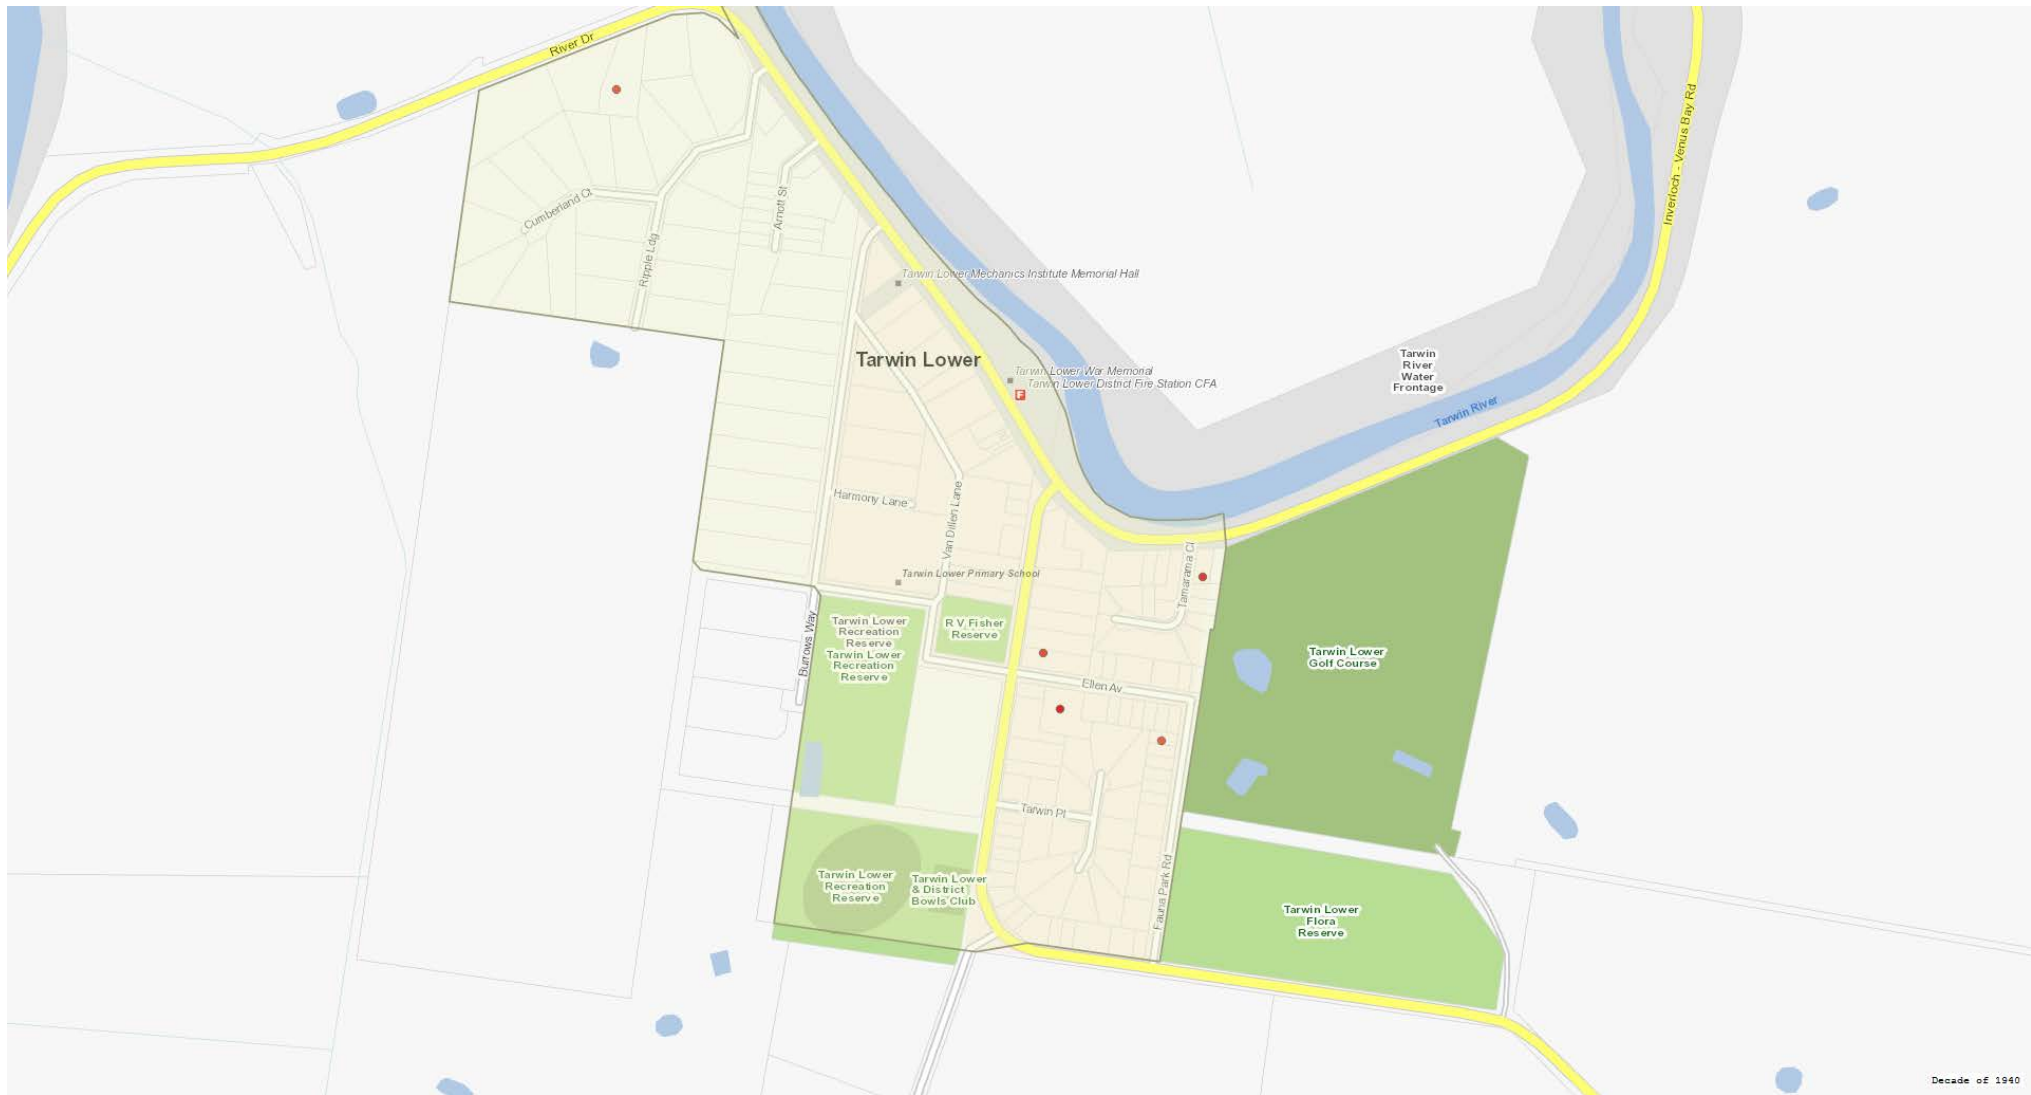 River Dr
Inverloch - Venus Bay Rd
Cumberland Ct
Arnott St
Ripple Ldg
Tarwin Lower Mechanics Institute Memorial Hall
Tarwin Lower
Tarwin Lower War Memorial
Tarwin Lower District Fire Station CFA
F
Tarwin
River
Water
Frontage
Tarwin River
Harmony Lane
Van Dillen Lane
Tamarama Cl
Tarwin Lower Primary School
Burrows Way
Tarwin Lower
Recreation
Reserve
Tarwin Lower
Recreation
Reserve
R V Fisher
Reserve
Tarwin Lower
Golf Course
Ellen Av
Tarwin Pl
Fauna Park Rd
Tarwin Lower
Recreation
Reserve
Tarwin Lower
& District
Bowls Club
Tarwin Lower
Flora
Reserve
Decade of 1940